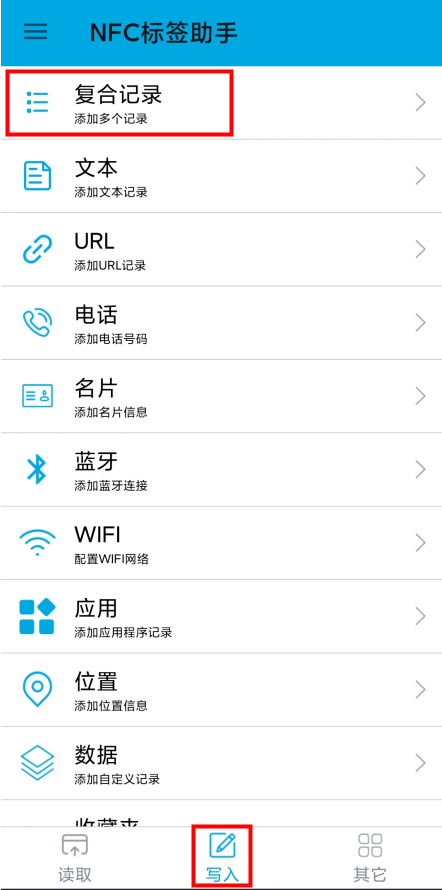 NFC标签助手
复合记录
添加多个记录
文本
添加文本记录
URL
添加URL记录
电话
添加电话号码
名片
添加名片信息
蓝牙
添加蓝牙连接
WIFI
配置WIFI网络
应用
添加应用程序记录
位置
添加位置信息
数据
添加自定义记录
收藏夹
读取
写入
其它